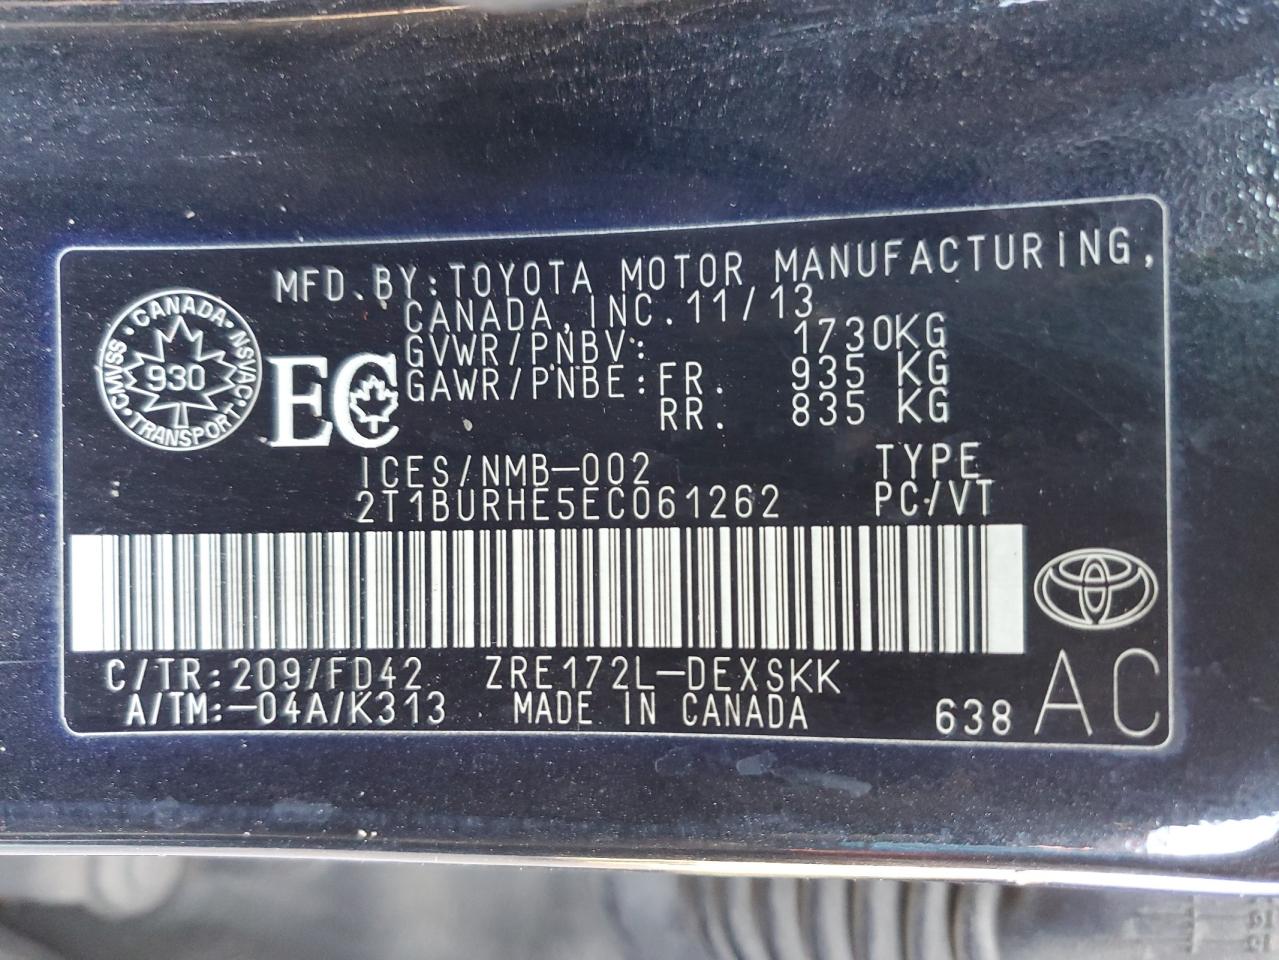 MFD.BY:TOYOTA MOTOR MANUFACTURING,
CANADA, INC. 11/13
GVWR/PNBV: 1730KG
GAWR/PNBE:FR. 935 KG
RR. 835 KG
CANADA
CMVSS NSVAC
930
TRANSPORT
EC
ICES/NMB-002 TYPE
2T1BURHE5EC061262 PC/VT
C/TR:209/FD42 ZRE172L-DEXSKK
A/TM:-04A/K313 MADE IN CANADA 638 AC